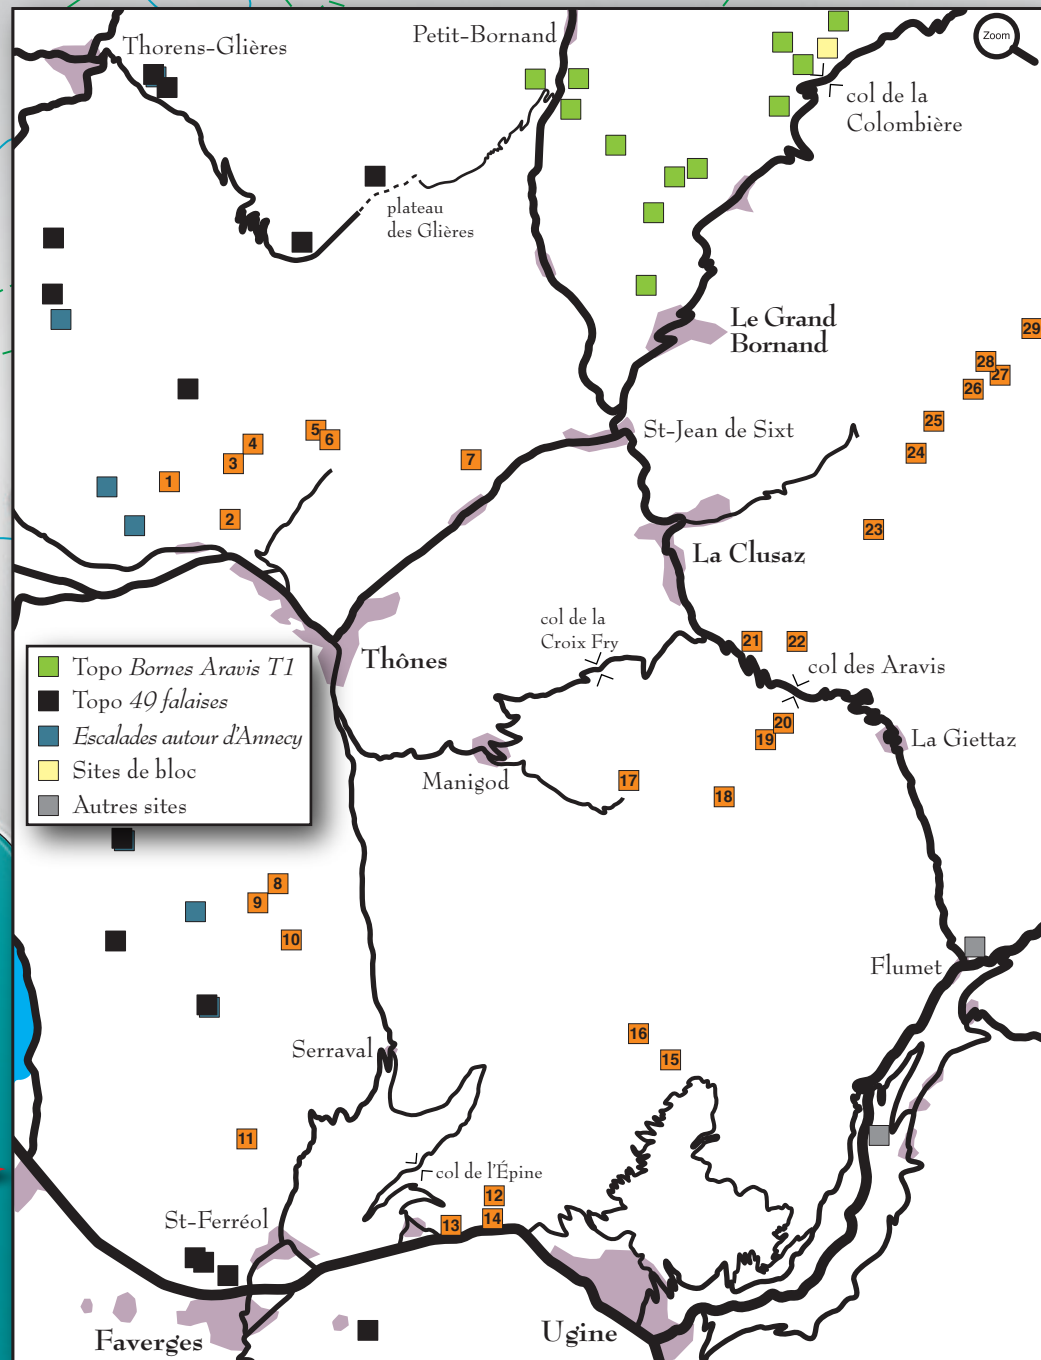 Thorens-Glières
Petit-Bornand
Zoom
col de la
Colombière
plateau
des Glières
Le Grand
Bornand
29
28
27
26
25
24
23
St-Jean de Sixt
5
6
4
3
7
1
2
La Clusaz
col de la
Croix Fry
21
22
Thônes
col des Aravis
Topo Bornes Aravis T1
Topo 49 falaises
Escalades autour d'Annecy
Sites de bloc
Autres sites
20
19
La Giettaz
Manigod
17
18
8
9
10
Flumet
16
15
Serraval
11
col de l'Épine
12
13
14
St-Ferréol
Faverges
Ugine